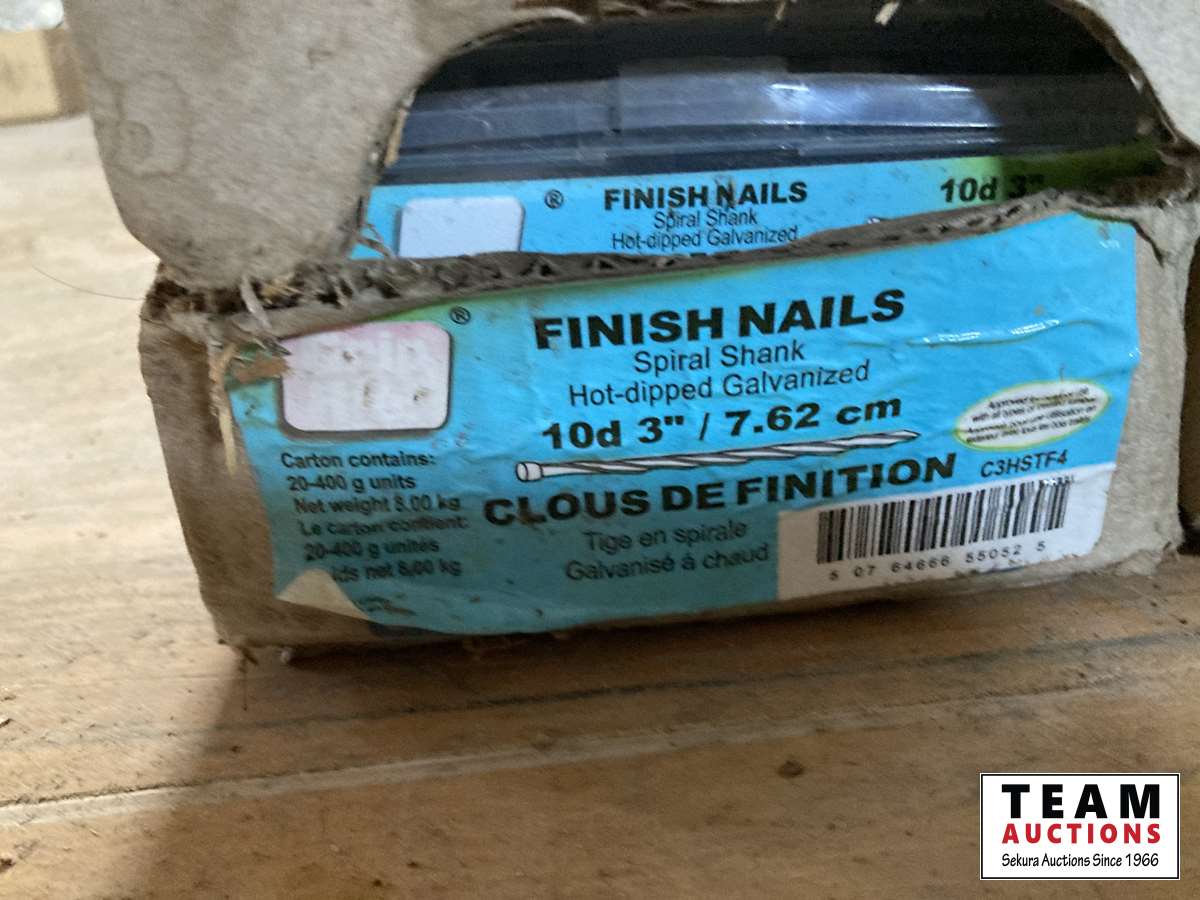 ® FINISH NAILS 10d 3"
Spiral Shank
Hot-dipped Galvanized
®
FINISH NAILS
Spiral Shank
Hot-dipped Galvanized
10d 3" / 7.62 cm
CLOUS DE FINITION C3HSTF4
Tige en spirale
Galvanisé à chaud
Carton contains:
20-400 g units
Net weight 8.00 kg
Le carton contient:
20-400 g unités
net 8,00 kg
5 07 64666 55052 5
TEAM
AUCTIONS
Sekura Auctions Since 1966